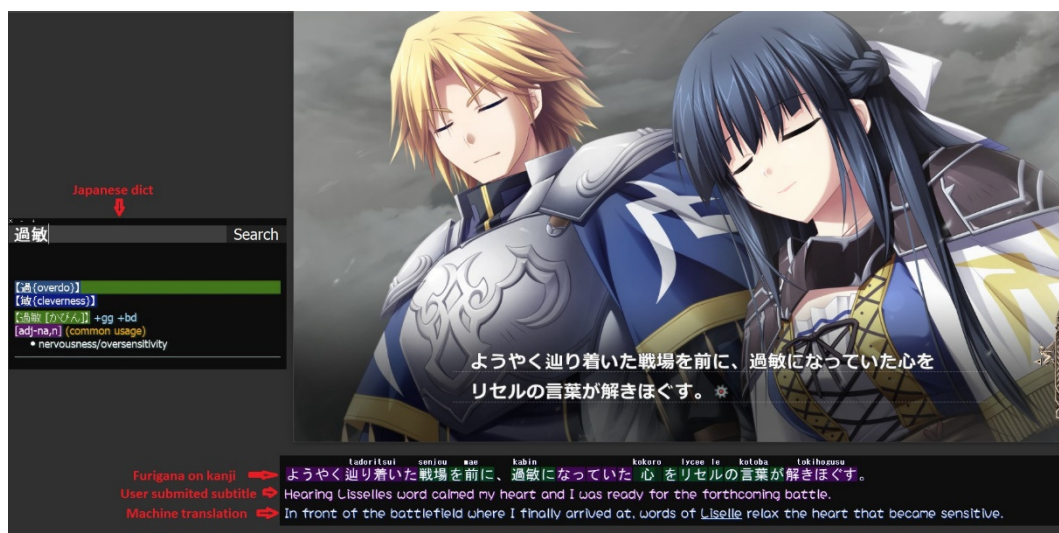 Japanese dict
過敏
Search
【過{overdo}】
【敏{cleverness}】
【過敏 [かびん]】 +gg +bd
[adj-na,n] (common usage)
• nervousness/oversensitivity
ようやく辿り着いた戦場を前に、過敏になっていた心を
リセルの言葉が解きほぐす。
tadoritsui senjou mae kabin kokoro lycee le kotoba tokihogusu
Furigana on kanji
ようやく辿り着いた戦場を前に、過敏になっていた心をリセルの言葉が解きほぐす。
User submited subtitle
Hearing Lisselles word calmed my heart and I was ready for the forthcoming battle.
Machine translation
In front of the battlefield where I finally arrived at, words of Liselle relax the heart that became sensitive.